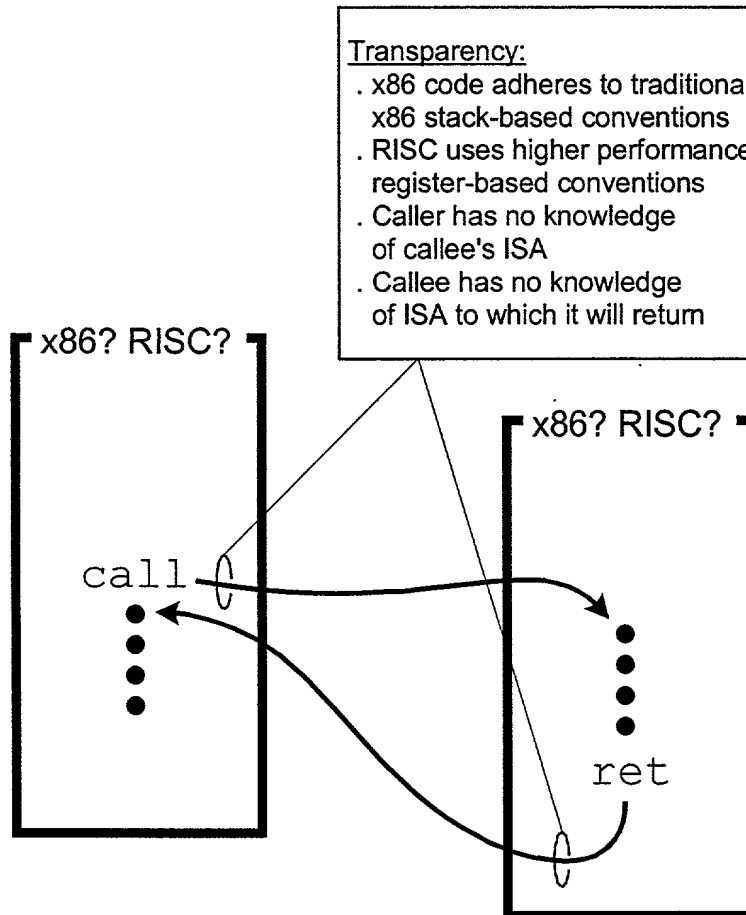 Transparency:
. x86 code adheres to traditiona
x86 stack-based conventions
. RISC uses higher performance
register-based conventions
. Caller has no knowledge
of callee's ISA
. Callee has no knowledge
of ISA to which it will return
x86? RISC?
x86? RISC?
call
ret